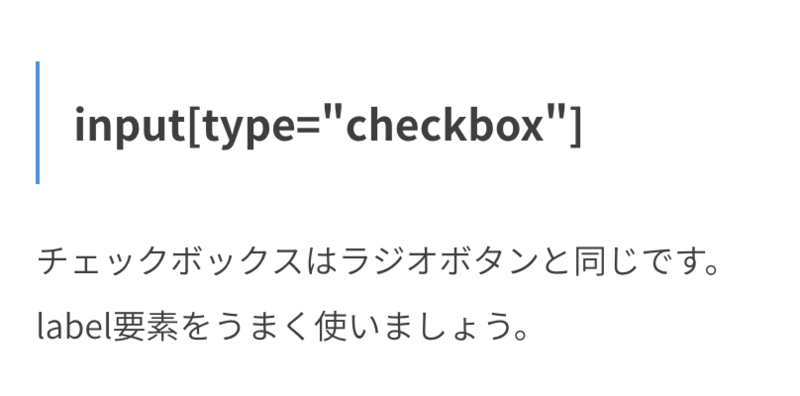 input[type="checkbox"]
チェックボックスはラジオボタンと同じです。
label要素をうまく使いましょう。